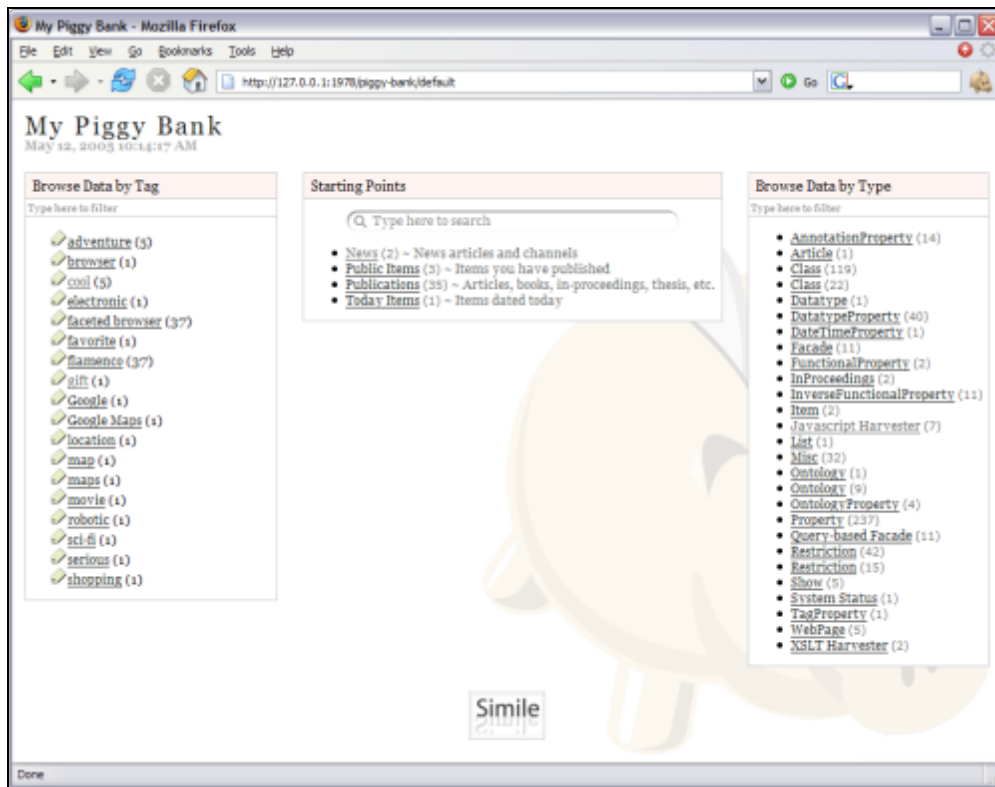 My Piggy Bank - Mozilla Firefox
File Edit View Go Bookmarks Tools Help
http://127.0.0.1:1978/piggy-bank/default Go
My Piggy Bank
May 12, 2005 10:14:17 AM
Browse Data by Tag
Type here to filter
adventure (5)
browser (1)
cool (5)
electronic (1)
faceted browser (37)
favorite (1)
flamenco (37)
gift (1)
Google (1)
Google Maps (1)
location (1)
map (1)
maps (1)
movie (1)
robotic (1)
sci-fi (1)
serious (1)
shopping (1)
Starting Points
Type here to search
News (2) ~ News articles and channels
Public Items (3) ~ Items you have published
Publications (35) ~ Articles, books, in-proceedings, thesis, etc.
Today Items (1) ~ Items dated today
Browse Data by Type
Type here to filter
AnnotationProperty (14)
Article (1)
Class (119)
Class (22)
Datatype (1)
DatatypeProperty (40)
DateTimeProperty (1)
Facade (11)
FunctionalProperty (2)
InProceedings (2)
InverseFunctionalProperty (11)
Item (2)
Javascript Harvester (7)
List (1)
Misc (32)
Ontology (1)
Ontology (9)
OntologyProperty (4)
Property (237)
Query-based Facade (11)
Restriction (42)
Restriction (15)
Show (5)
System Status (1)
TagProperty (1)
WebPage (5)
XSLT Harvester (2)
Simile
Done